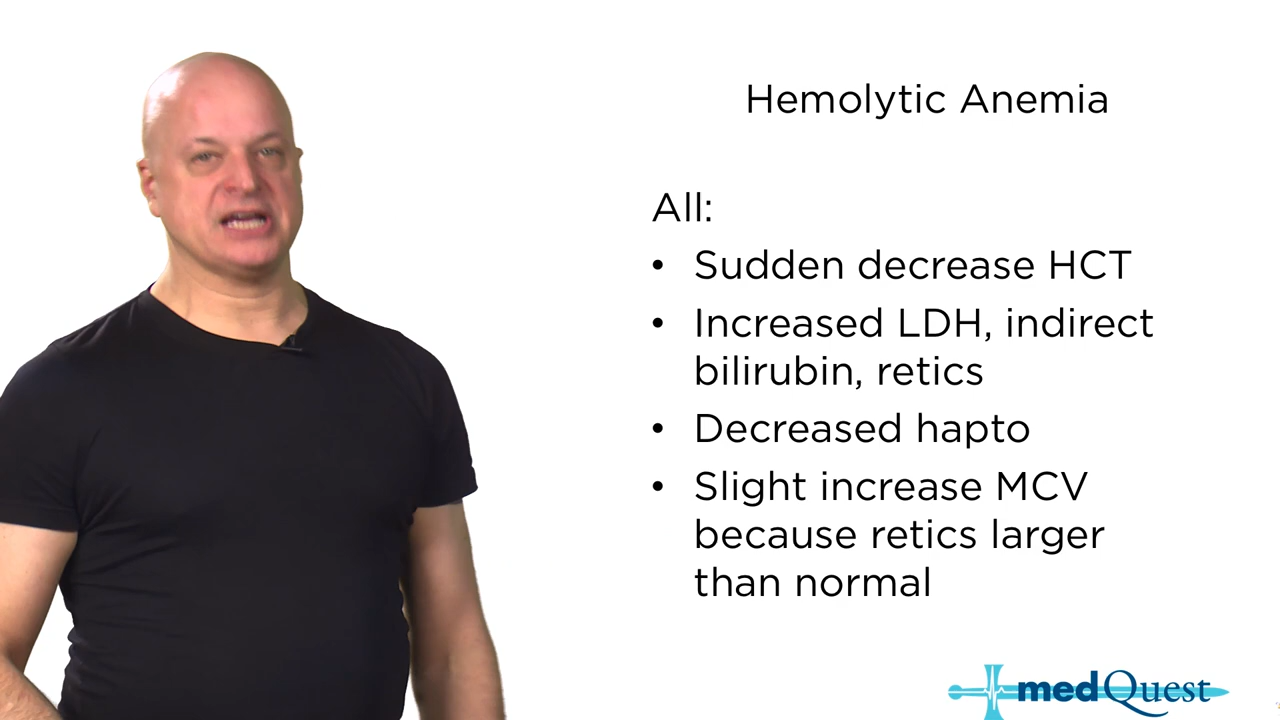 Hemolytic Anemia
All:
• Sudden decrease HCT
• Increased LDH, indirect
bilirubin, retics
• Decreased hapto
• Slight increase MCV
because retics larger
than normal
medQuest